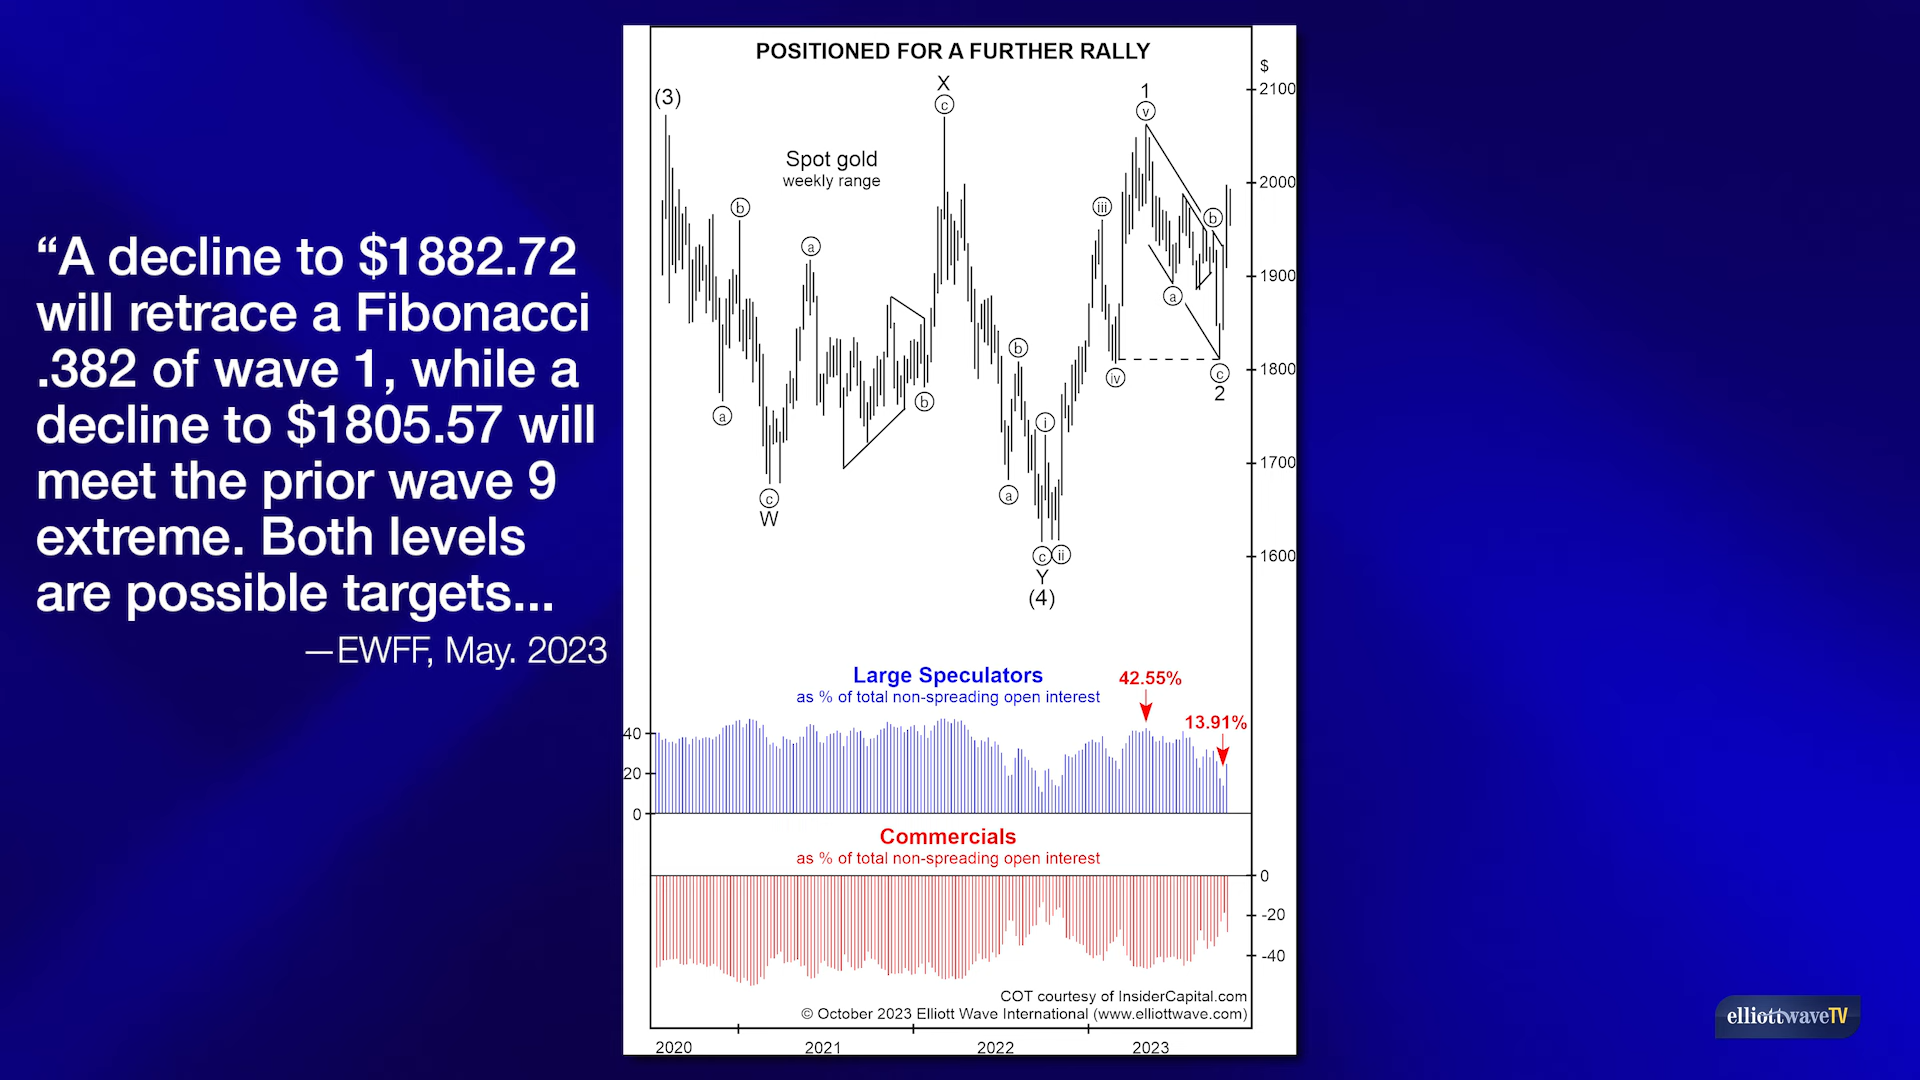 “A decline to $1882.72
will retrace a Fibonacci
.382 of wave 1, while a
decline to $1805.57 will
meet the prior wave 9
extreme. Both levels
are possible targets...
—EWFF, May. 2023
POSITIONED FOR A FURTHER RALLY
$
2100
2000
1900
1800
1700
1600
Spot gold
weekly range
(3)
b
a
c
W
a
b
X
c
b
a
i
c
ii
Y
(4)
iii
iv
1
v
a
b
c
2
Large Speculators
as % of total non-spreading open interest
42.55%
13.91%
40
20
0
Commercials
as % of total non-spreading open interest
0
-20
-40
COT courtesy of InsiderCapital.com
© October 2023 Elliott Wave International (www.elliottwave.com)
2020 2021 2022 2023
elliottwaveTV